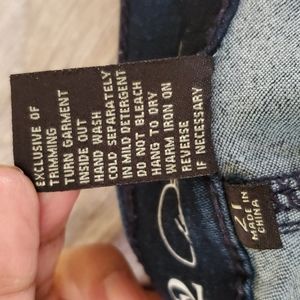 EXCLUSIVE OF
TRIMMING
TURN GARMENT
INSIDE OUT
HAND WASH
COLD SEPARATELY
IN MILD DETERGENT
DO NOT BLEACH
HANG TO DRY
WARM IRON ON
REVERSE
IF NECESSARY
21
MADE IN
CHINA